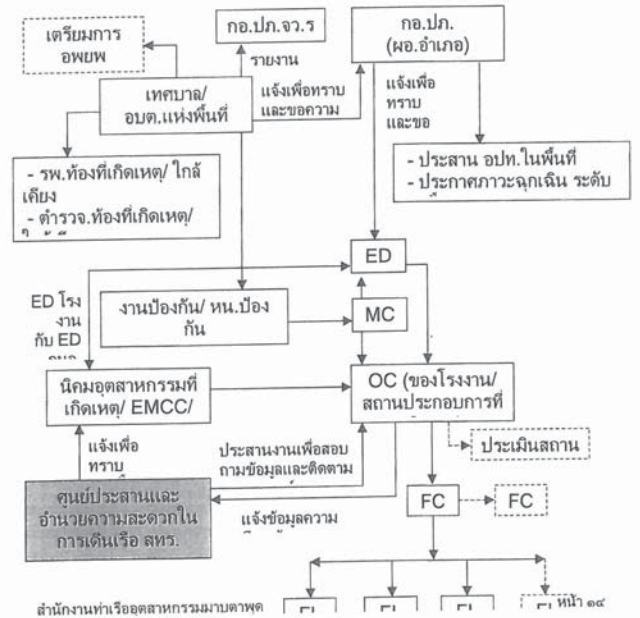 เตรียมการ
อพยพ
กอ.ปภ.จว.ร
กอ.ปภ.
(ผอ.อำเภอ)
รายงาน
เทศบาล/
อบต.แห่งพื้นที่
แจ้งเพื่อทราบ
และขอความ
แจ้งเพื่อ
ทราบ
และขอ
- รพ.ท้องที่เกิดเหตุ/ ใกล้
เคียง
- ตำรวจ.ท้องที่เกิดเหตุ/
- ประสาน อปท.ในพื้นที่
- ประกาศภาวะฉุกเฉิน ระดับ
ED
ED โรง
งาน
กับ ED
งานป้องกัน/ หน.ป้อง
กัน
MC
นิคมอุตสาหกรรมที่
เกิดเหตุ/ EMCC/
OC (ของโรงงาน/
สถานประกอบการที่
ประเมินสถาน
แจ้งเพื่อ
ทราบ
ประสานงานเพื่อสอบ
ถามข้อมูลและติดตาม
ศูนย์ประสานและ
อำนวยความสะดวกใน
การเดินเรือ สทร.
แจ้งข้อมูลความ
FC
FC
สำนักงานท่าเรืออุตสาหกรรมมาบตาพุด
หน้า ๑๔